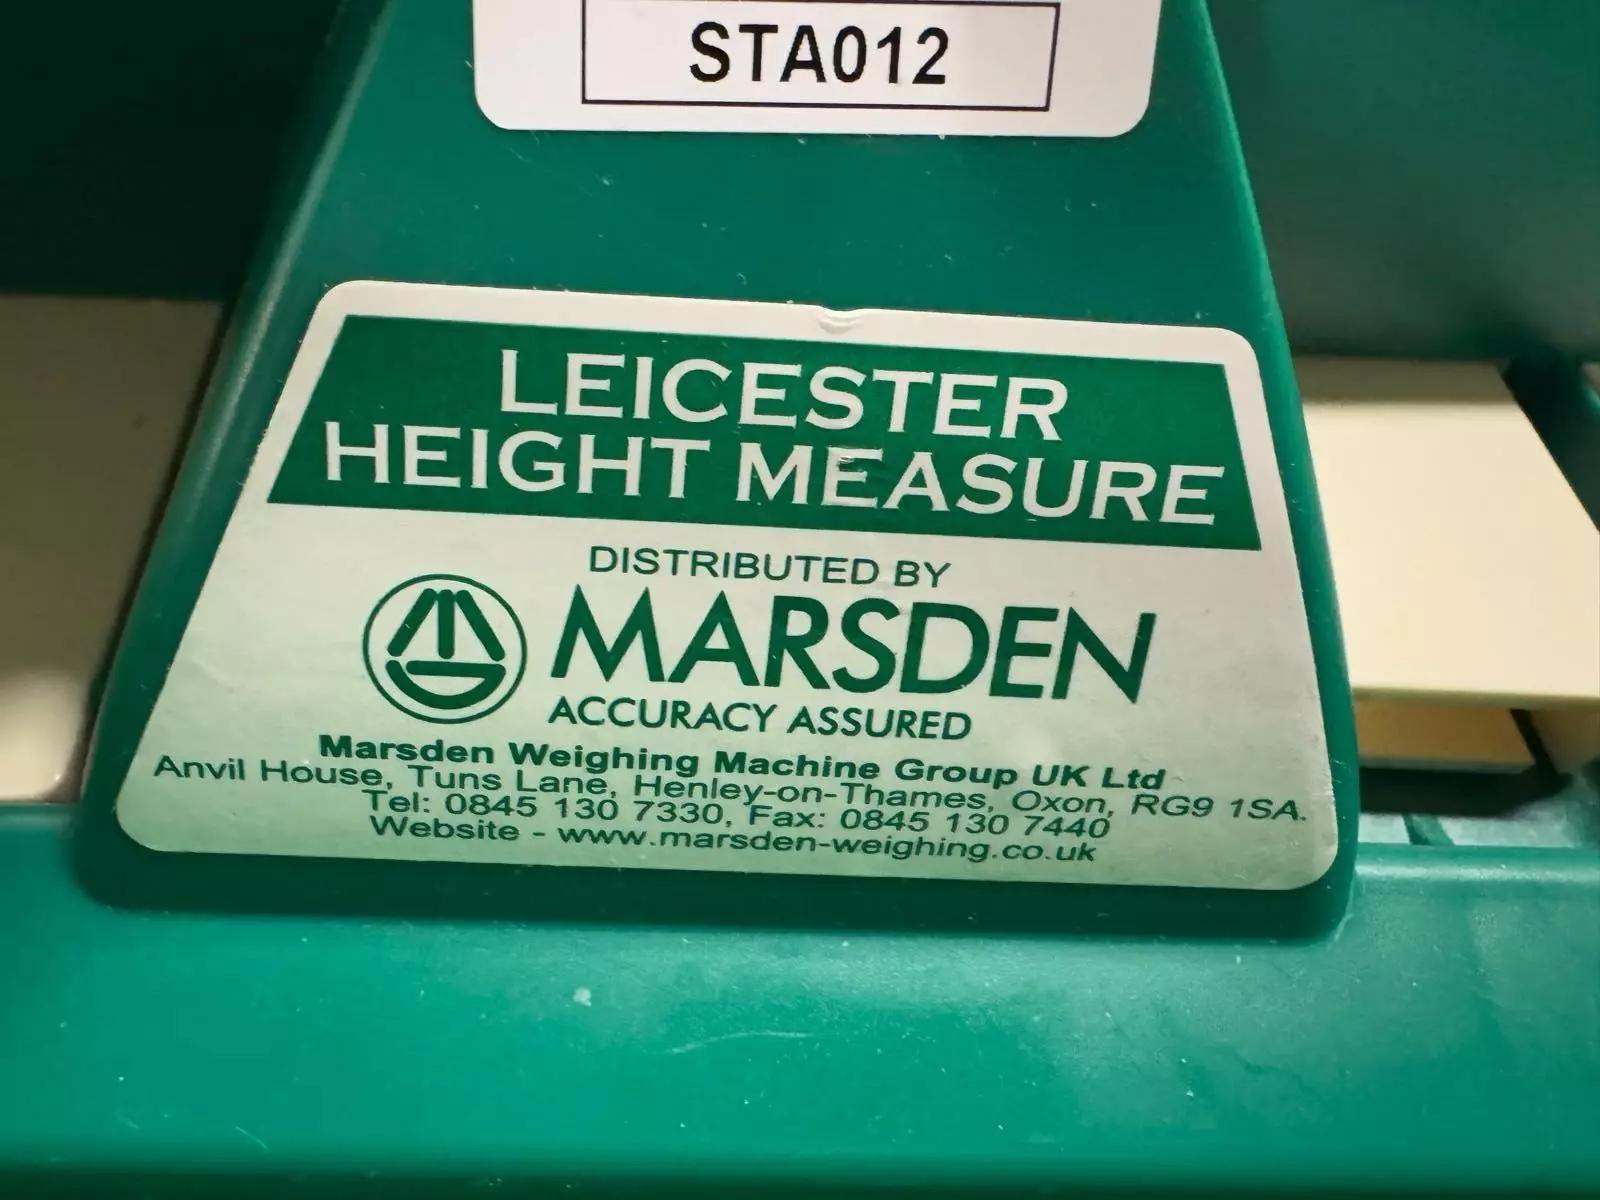 STA012
LEICESTER
HEIGHT MEASURE
DISTRIBUTED BY
MARSDEN
ACCURACY ASSURED
Marsden Weighing Machine Group UK Ltd
Anvil House, Tuns Lane, Henley-on-Thames, Oxon, RG9 1SA.
Tel: 0845 130 7330, Fax: 0845 130 7440
Website - www.marsden-weighing.co.uk